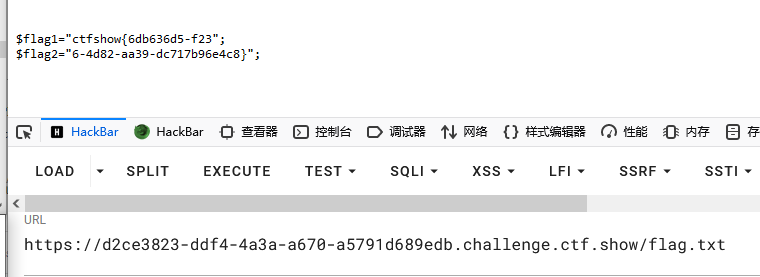 $flag1="ctfshow{6db636d5-f23";
$flag2="6-4d82-aa39-dc717b96e4c8}";
HackBar HackBar 查看器 控制台 调试器 网络 {} 样式编辑器 性能 内存 存
LOAD SPLIT EXECUTE TEST SQLI XSS LFI SSRF SSTI
URL
https://d2ce3823-ddf4-4a3a-a670-a5791d689edb.challenge.ctf.show/flag.txt